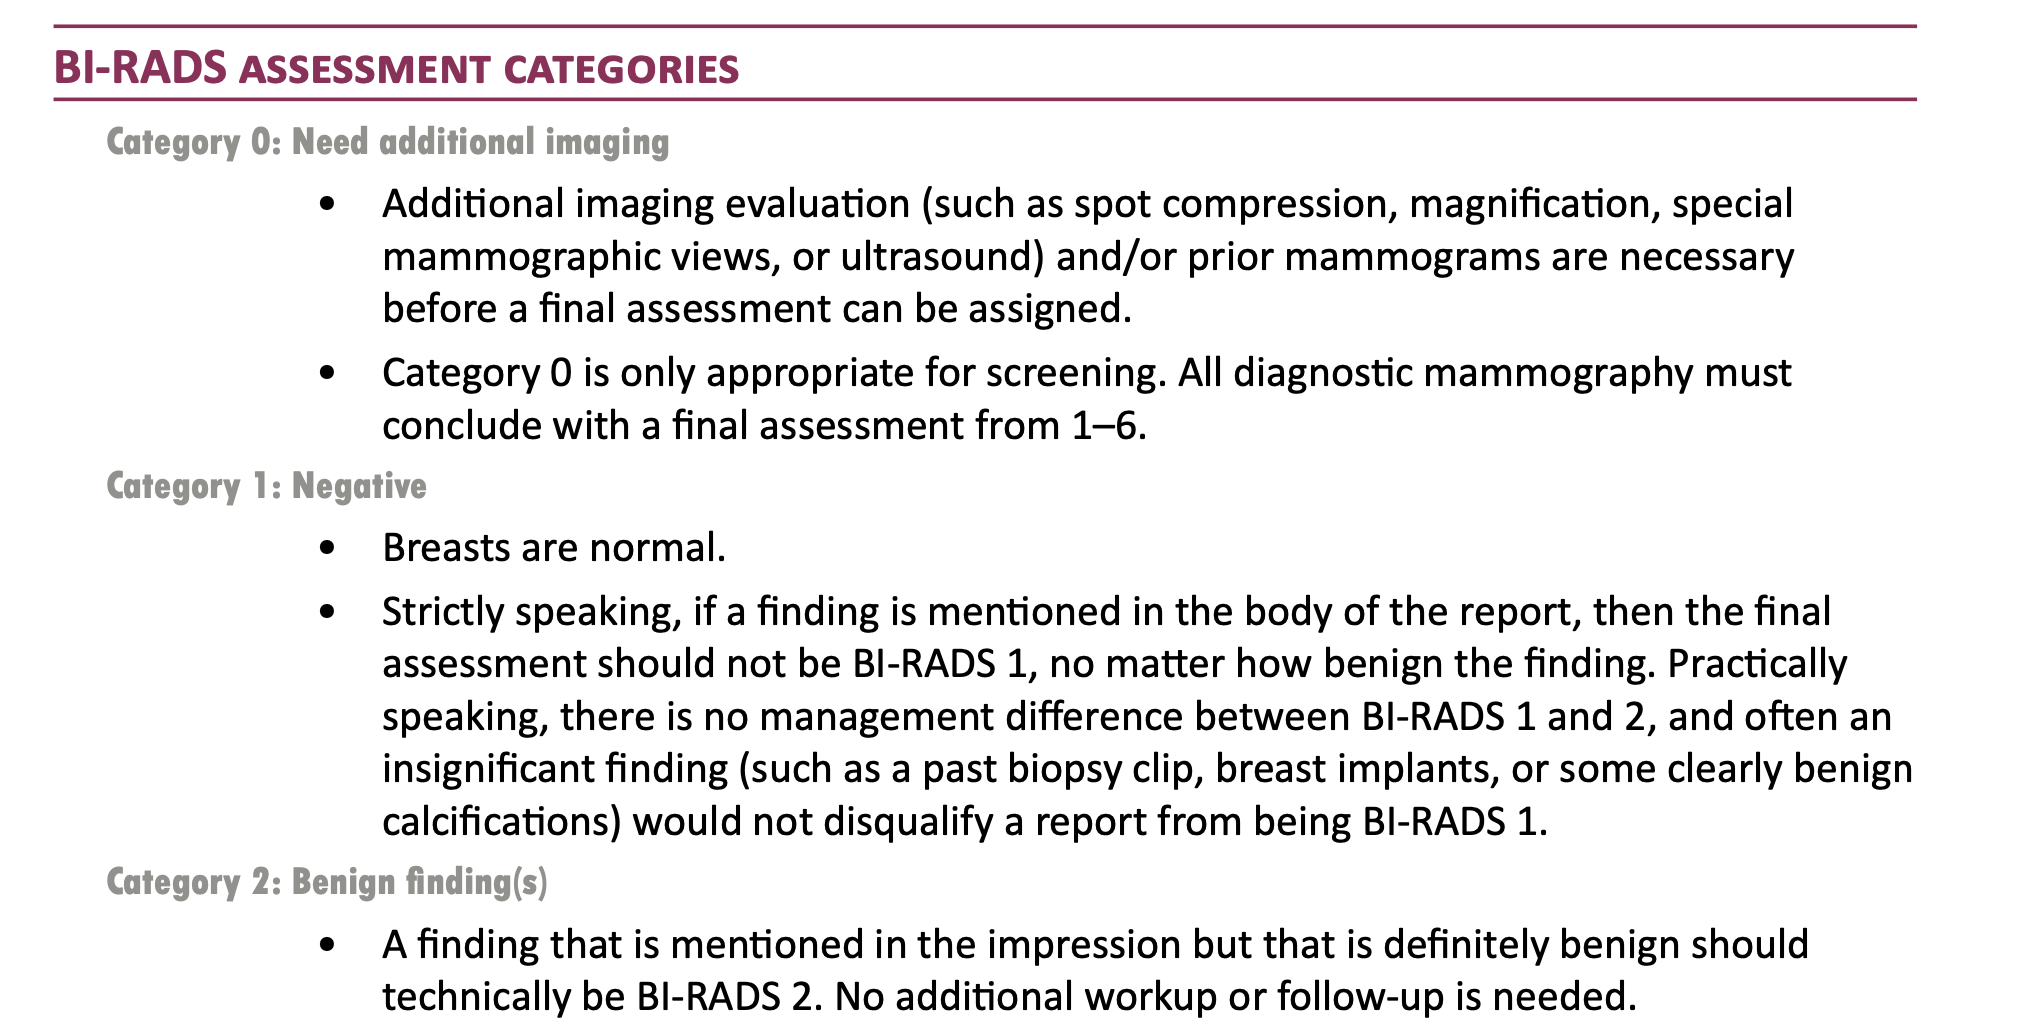 BI-RADS ASSESSMENT CATEGORIES
Category 0: Need additional imaging
• Additional imaging evaluation (such as spot compression, magnification, special
mammographic views, or ultrasound) and/or prior mammograms are necessary
before a final assessment can be assigned.
• Category 0 is only appropriate for screening. All diagnostic mammography must
conclude with a final assessment from 1–6.
Category 1: Negative
• Breasts are normal.
• Strictly speaking, if a finding is mentioned in the body of the report, then the final
assessment should not be BI-RADS 1, no matter how benign the finding. Practically
speaking, there is no management difference between BI-RADS 1 and 2, and often an
insignificant finding (such as a past biopsy clip, breast implants, or some clearly benign
calcifications) would not disqualify a report from being BI-RADS 1.
Category 2: Benign finding(s)
• A finding that is mentioned in the impression but that is definitely benign should
technically be BI-RADS 2. No additional workup or follow-up is needed.